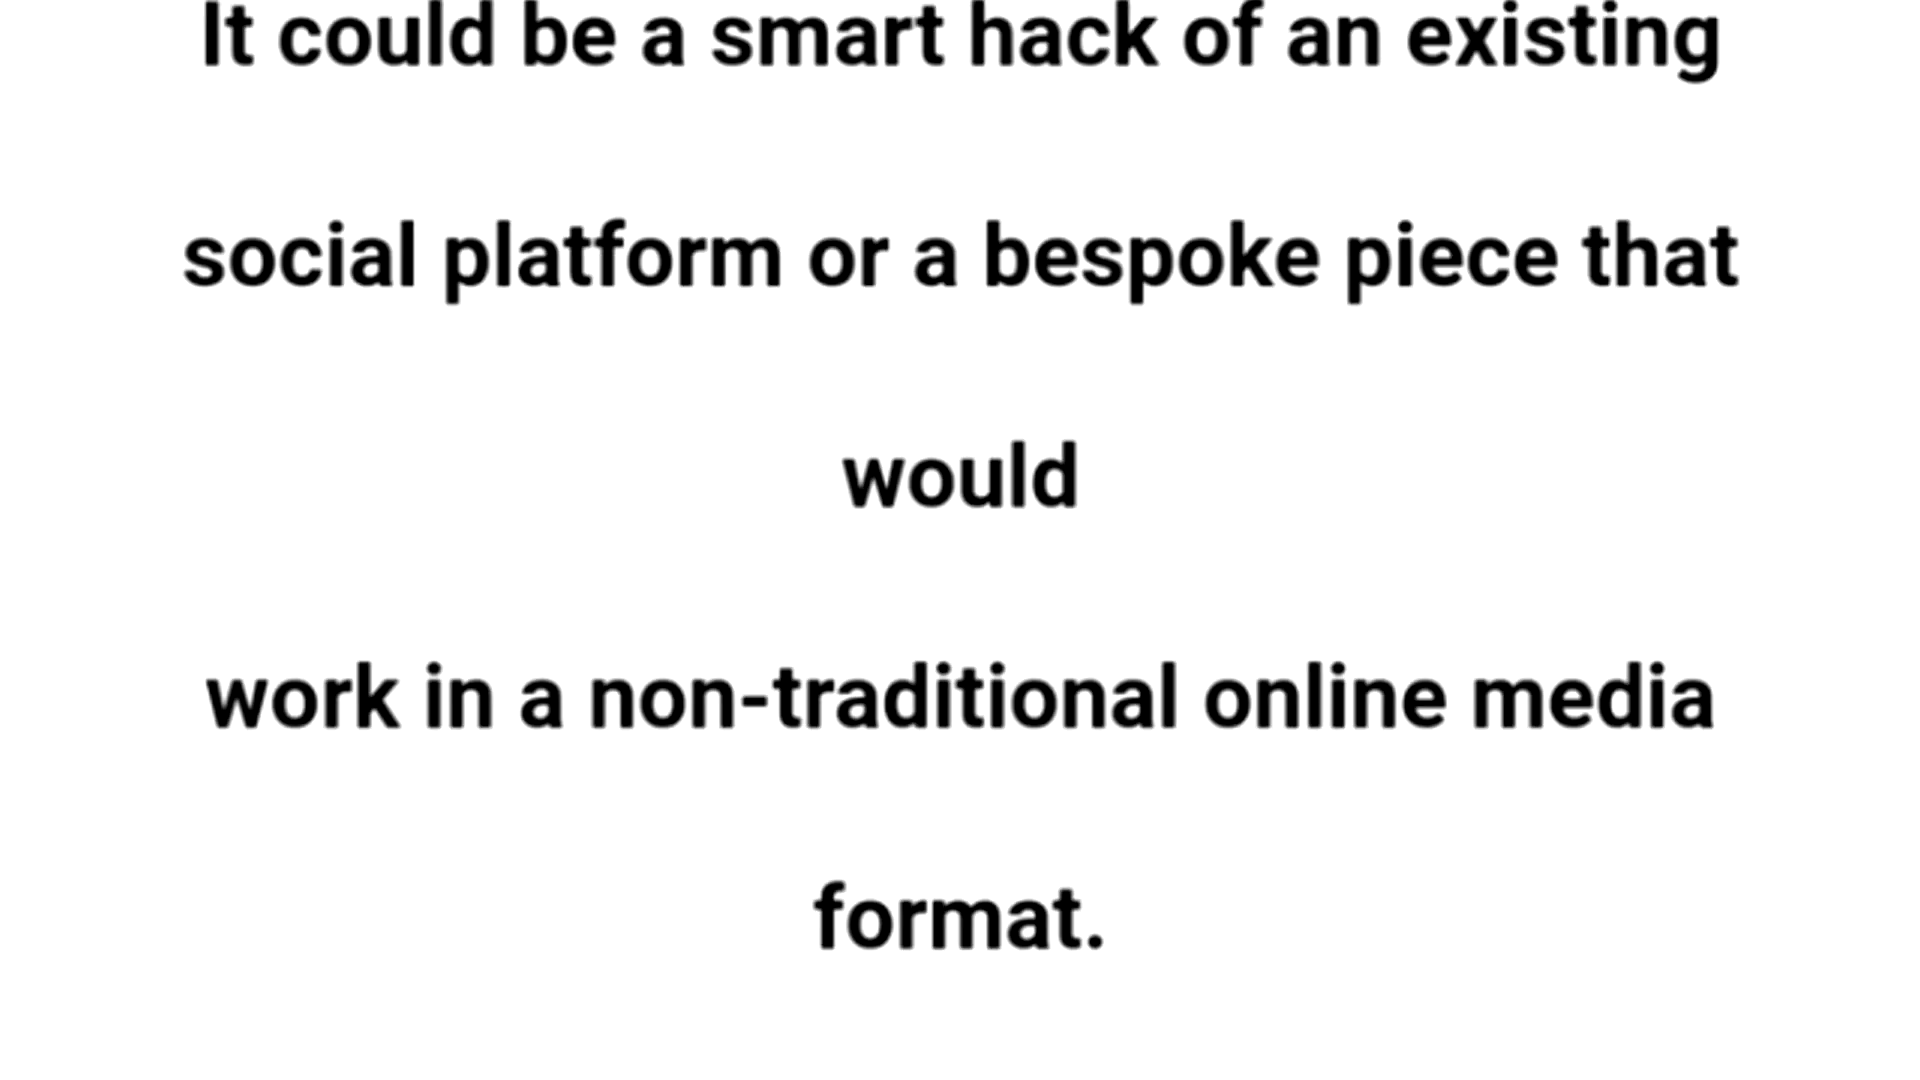 It could be a smart hack of an existing
social platform or a bespoke piece that
would
work in a non-traditional online media
format.